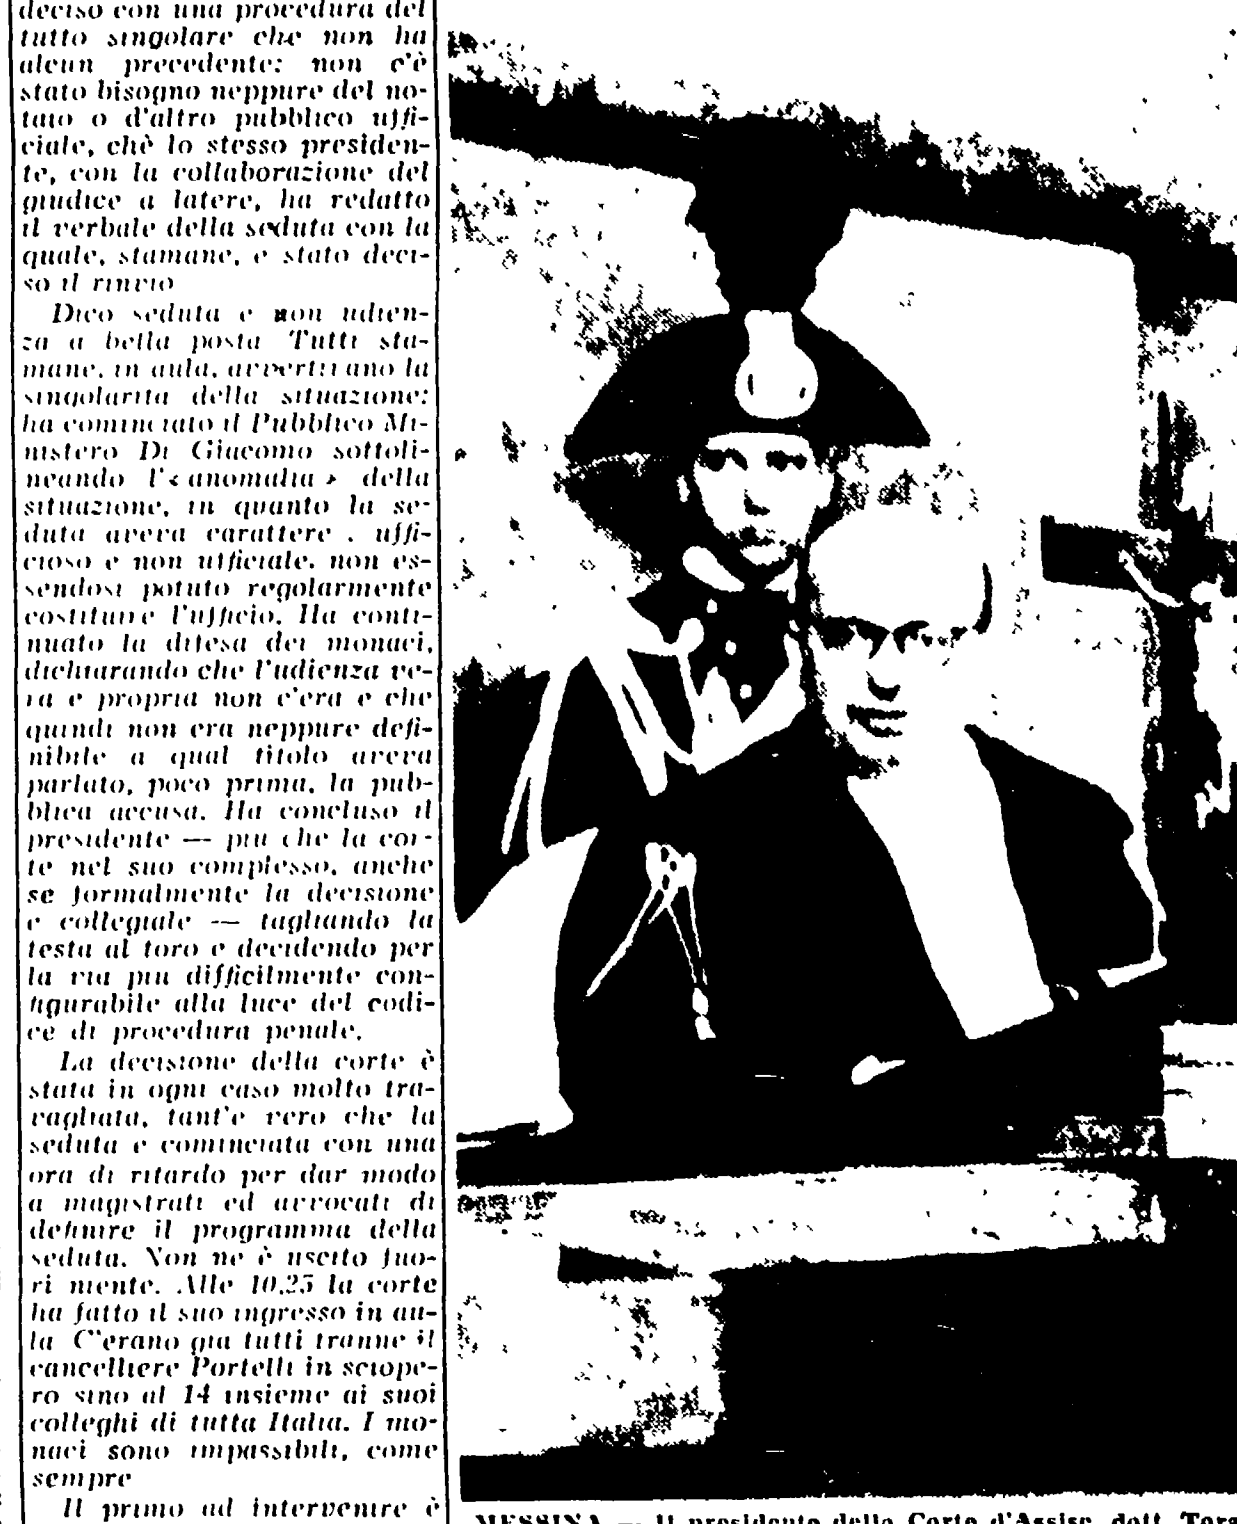 deciso con una procedura del
tutto singolare che non ha
alcun precedente: non c'è
stato bisogno neppure del no-
taio o d'altro pubblico uffi-
ciale, chè lo stesso presiden-
te, con la collaborazione del
giudice a latere, ha redatto
il verbale della seduta con la
quale, stamane, è stato deci-
so il rinvio
Dico seduta e non udien-
za a bella posta Tutti sta-
mane, in aula, avvertivano la
singolarità della situazione:
ha cominciato il Pubblico Mi-
nistero Di Giacomo sottoli-
neando l'«anomalia» della
situazione, in quanto la se-
duta aveva carattere uffi-
cioso e non ufficiale, non es-
sendosi potuto regolarmente
costituire l'ufficio. Ha conti-
nuato la difesa dei monaci,
dichiarando che l'udienza ve-
ra e propria non c'era e che
quindi non era neppure defi-
nibile a qual titolo aveva
parlato, poco prima, la pub-
blica accusa. Ha concluso il
presidente — più che la cor-
te nel suo complesso, anche
se formalmente la decisione
è collegiale — tagliando la
testa al toro e decidendo per
la via più difficilmente con-
figurabile alla luce del codi-
ce di procedura penale.
La decisione della corte è
stata in ogni caso molto tra-
vagliata, tant'è vero che la
seduta è cominciata con una
ora di ritardo per dar modo
a magistrati ed avvocati di
definire il programma della
seduta. Non ne è uscito fuo-
ri niente. Alle 10,25 la corte
ha fatto il suo ingresso in au-
la C'erano già tutti tranne il
cancelliere Portelli in sciope-
ro sino al 14 insieme ai suoi
colleghi di tutta Italia. I mo-
naci sono impassibili, come
sempre
Il primo ad intervenire è
MESSINA — Il presidente della Corte d'Assise, dott. Tora